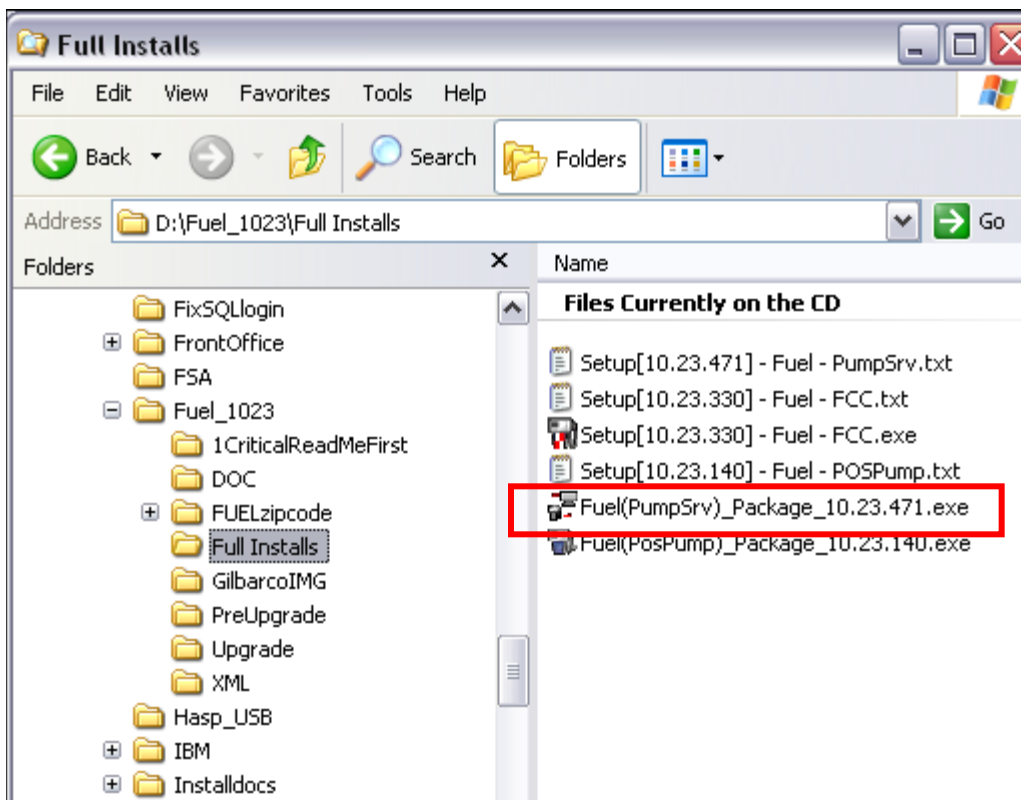 Full Installs
File Edit View Favorites Tools Help
Back Search Folders
Address D:\Fuel_1023\Full Installs Go
Folders
FixSQLlogin
FrontOffice
FSA
Fuel_1023
1CriticalReadMeFirst
DOC
FUELzipcode
Full Installs
GilbarcoIMG
PreUpgrade
Upgrade
XML
Hasp_USB
IBM
Installdocs
Name
Files Currently on the CD
Setup[10.23.471] - Fuel - PumpSrv.txt
Setup[10.23.330] - Fuel - FCC.txt
Setup[10.23.330] - Fuel - FCC.exe
Setup[10.23.140] - Fuel - POSPump.txt
Fuel(PumpSrv)_Package_10.23.471.exe
Fuel(PosPump)_Package_10.23.140.exe